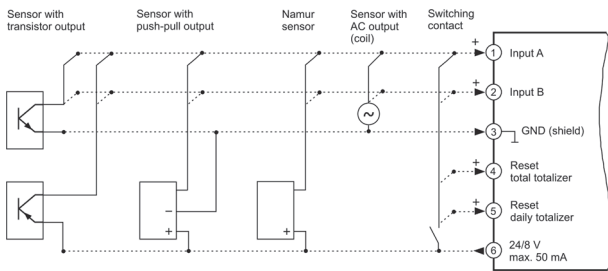 Sensor with
transistor output
Sensor with
push-pull output
Namur
sensor
Sensor with
AC output
(coil)
Switching
contact
+
1
Input A
+
2
Input B
3
GND (shield)
+
4
Reset
total totalizer
+
5
Reset
daily totalizer
6
24/8 V
max. 50 mA
~
−
+
+